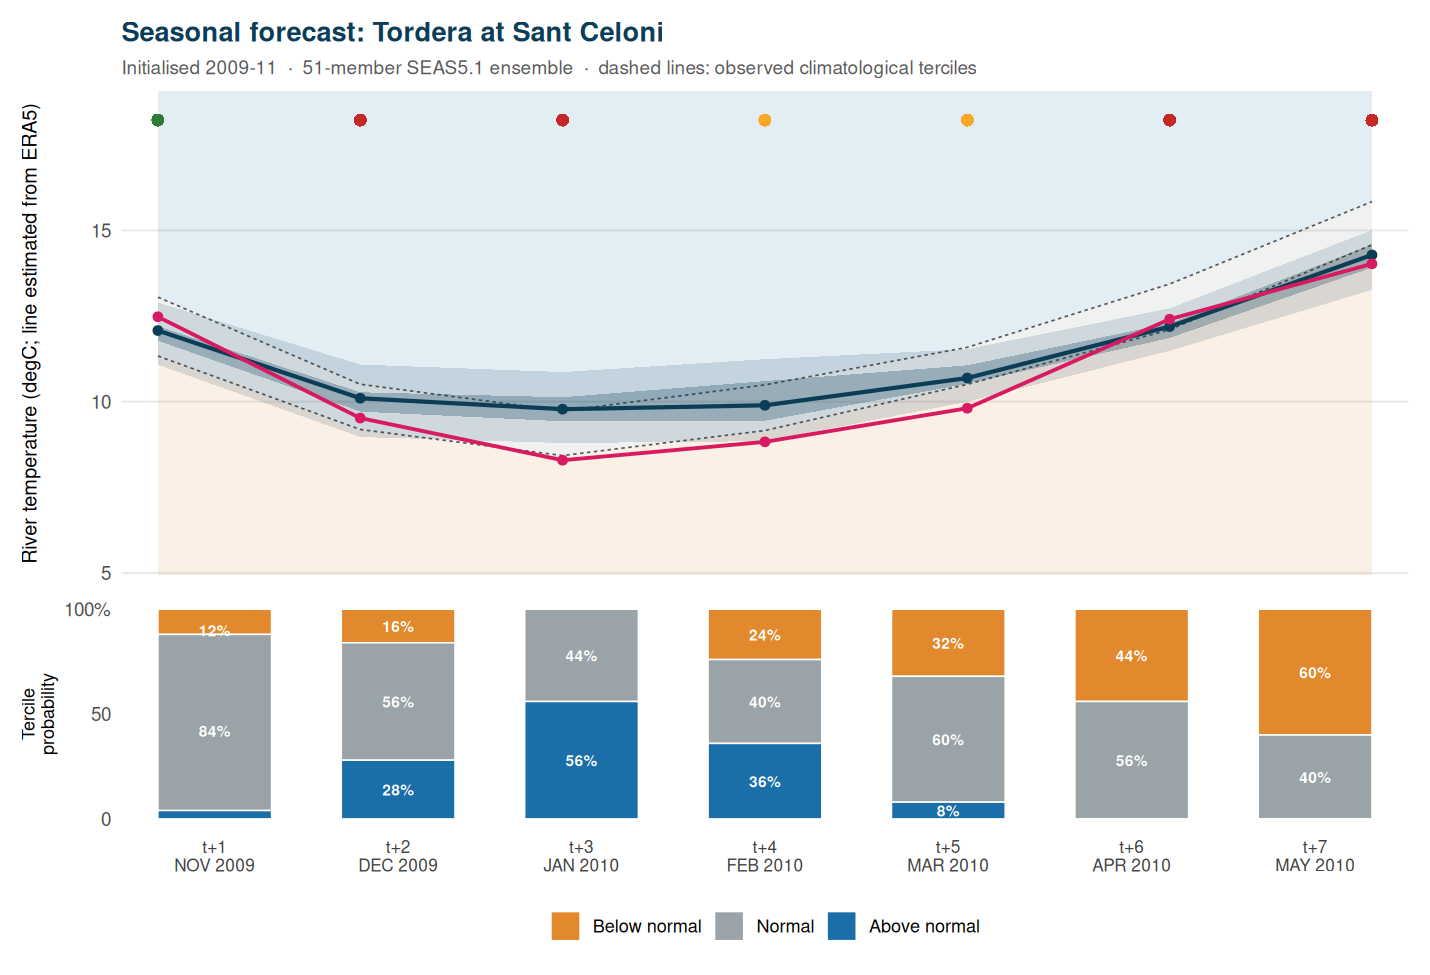 Seasonal forecast: Tordera at Sant Celoni
Initialised 2009-11 · 51-member SEAS5.1 ensemble · dashed lines: observed climatological terciles
River temperature (degC; line estimated from ERA5)
15
10
5
Tercile
probability
100%
50
0
12%
84%
16%
56%
28%
44%
56%
24%
40%
36%
32%
60%
8%
44%
56%
60%
40%
t+1
NOV 2009
t+2
DEC 2009
t+3
JAN 2010
t+4
FEB 2010
t+5
MAR 2010
t+6
APR 2010
t+7
MAY 2010
Below normal
Normal
Above normal